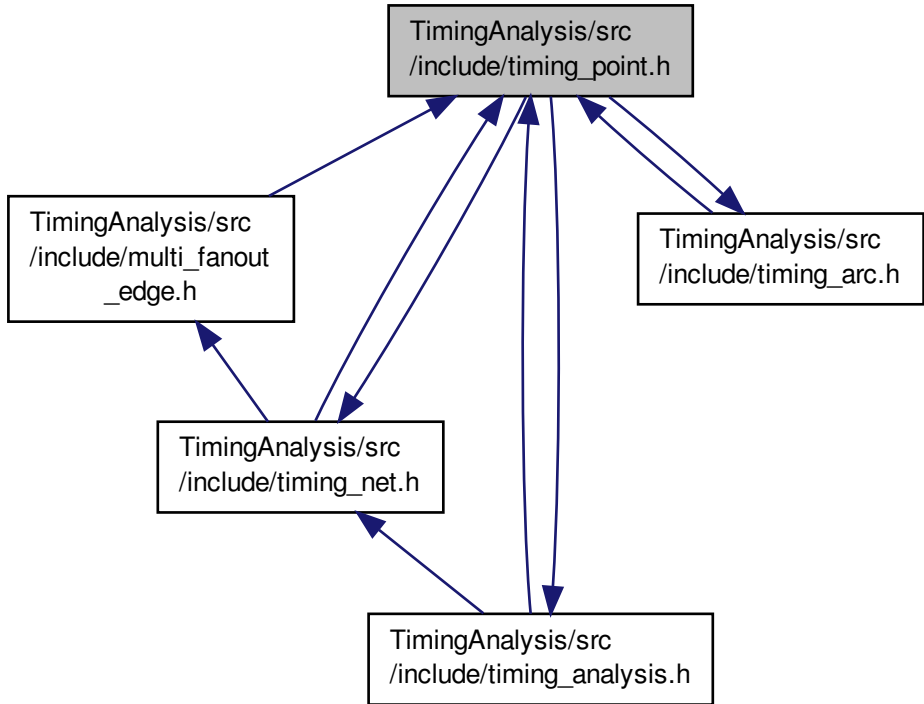 TimingAnalysis/src
/include/timing_point.h
TimingAnalysis/src
/include/multi_fanout
_edge.h
TimingAnalysis/src
/include/timing_arc.h
TimingAnalysis/src
/include/timing_net.h
TimingAnalysis/src
/include/timing_analysis.h